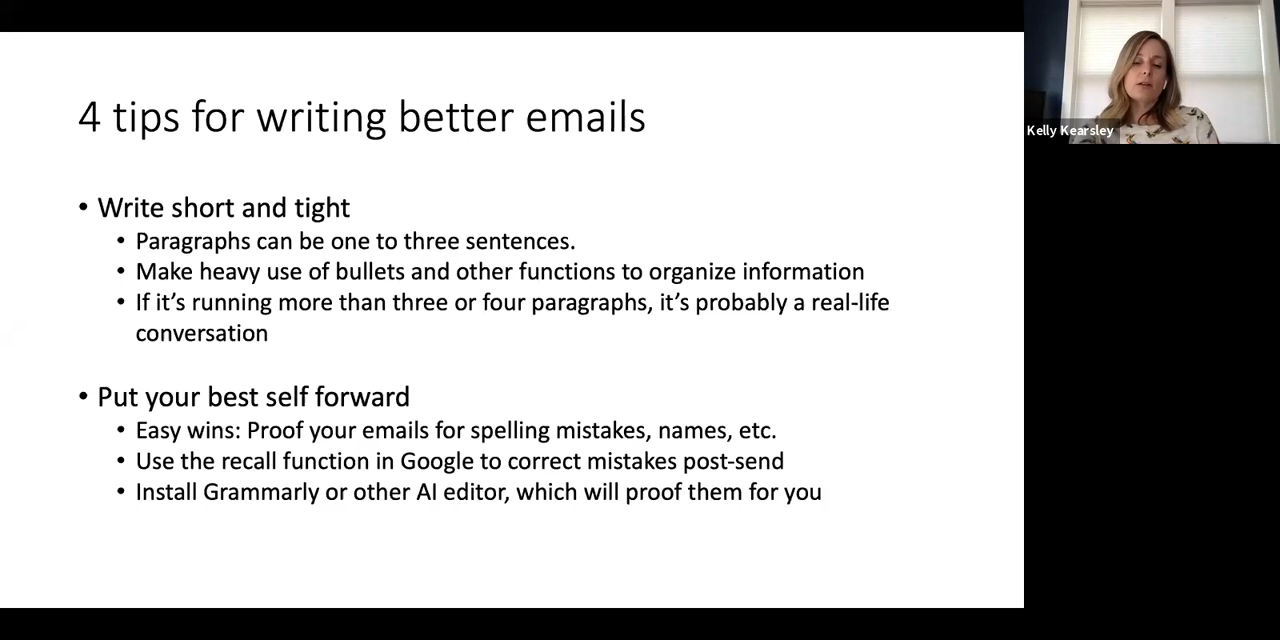 4 tips for writing better emails
• Write short and tight
• Paragraphs can be one to three sentences.
• Make heavy use of bullets and other functions to organize information
• If it’s running more than three or four paragraphs, it’s probably a real-life
conversation
• Put your best self forward
• Easy wins: Proof your emails for spelling mistakes, names, etc.
• Use the recall function in Google to correct mistakes post-send
• Install Grammarly or other AI editor, which will proof them for you
Kelly Kearsley